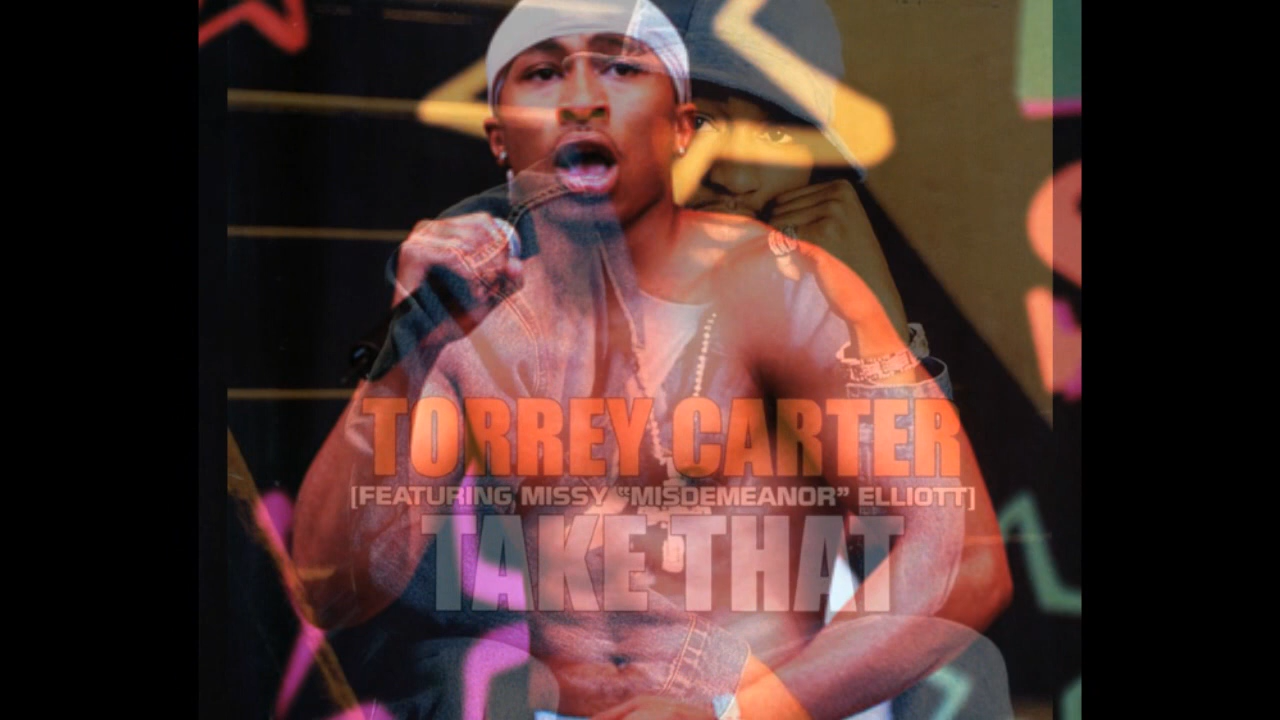 TORREY CARTER
[FEATURING MISSY “MISDEMEANOR” ELLIOTT]
TAKE THAT